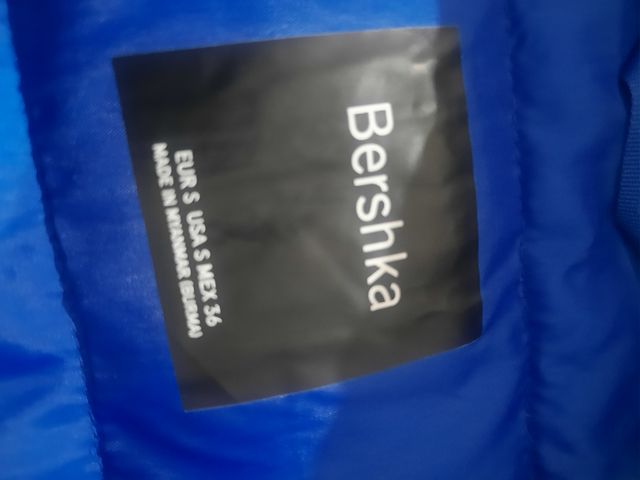 Bershka
EUR S USA S MEX 36
MADE IN MYANMAR (BURMA)